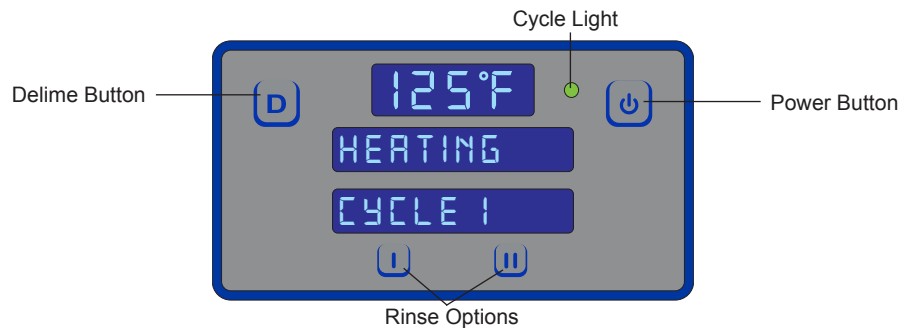 Cycle Light
Delime Button
D
125°F
Power Button
HEATING
CYCLE 1
I
II
Rinse Options